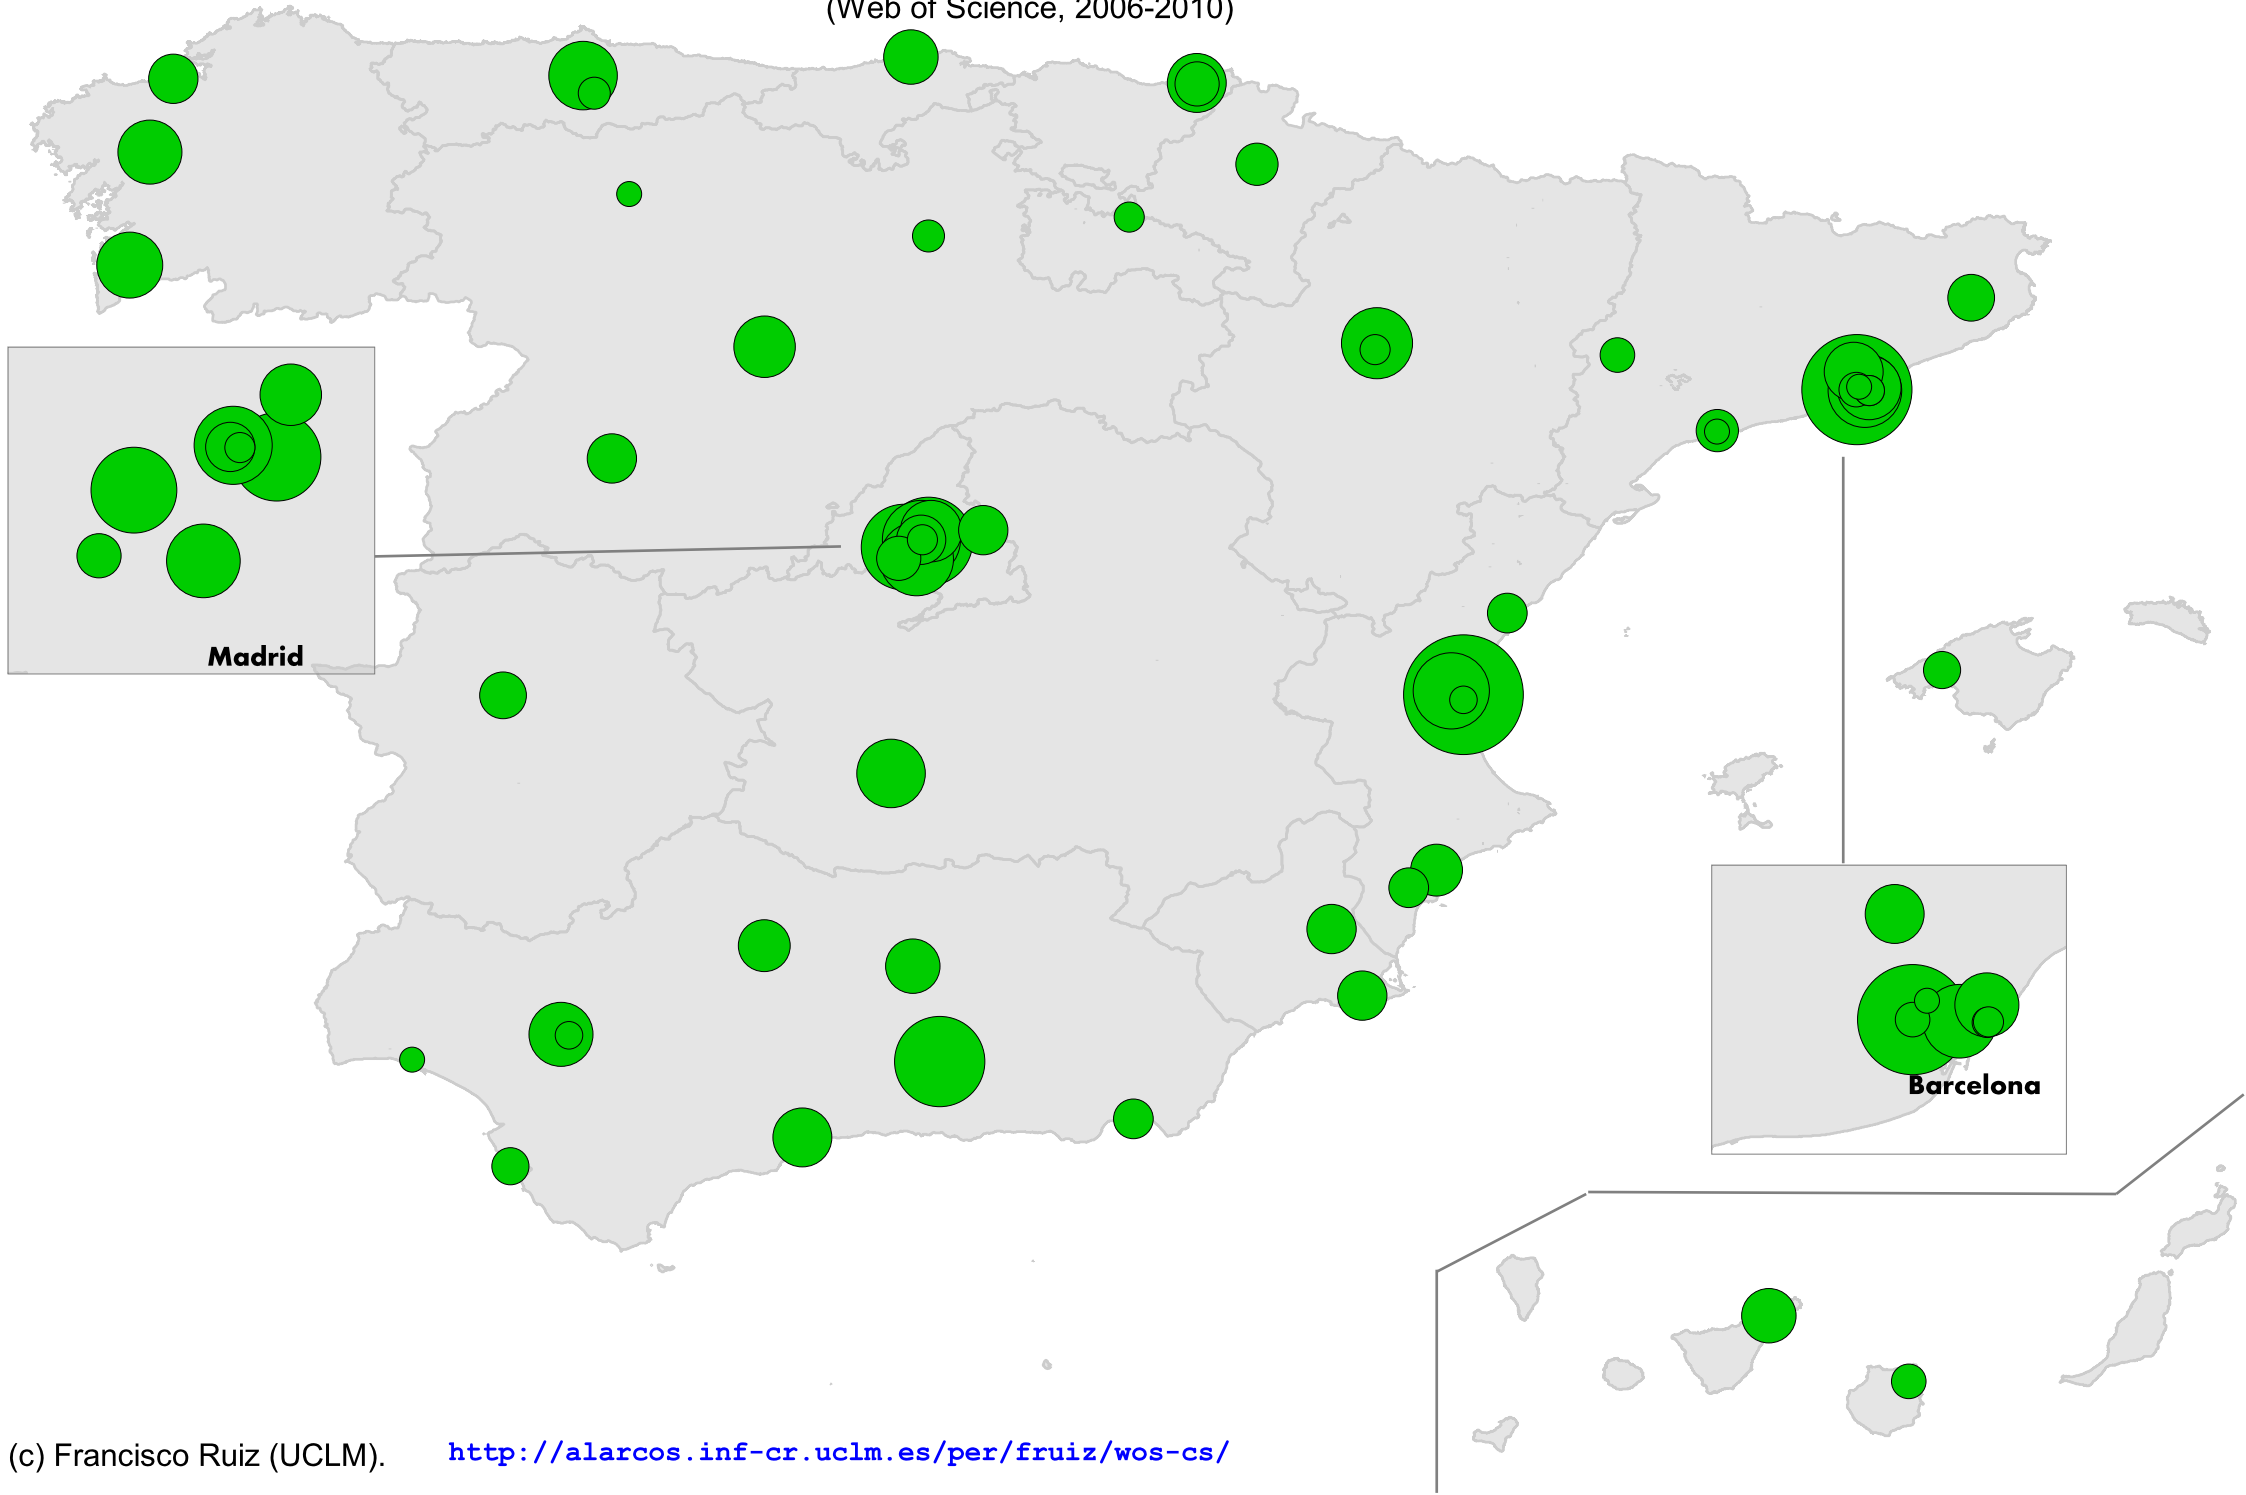 (Web of Science, 2006-2010)
Madrid
Barcelona
(c) Francisco Ruiz (UCLM). http://alarcos.inf-cr.uclm.es/per/fruiz/wos-cs/